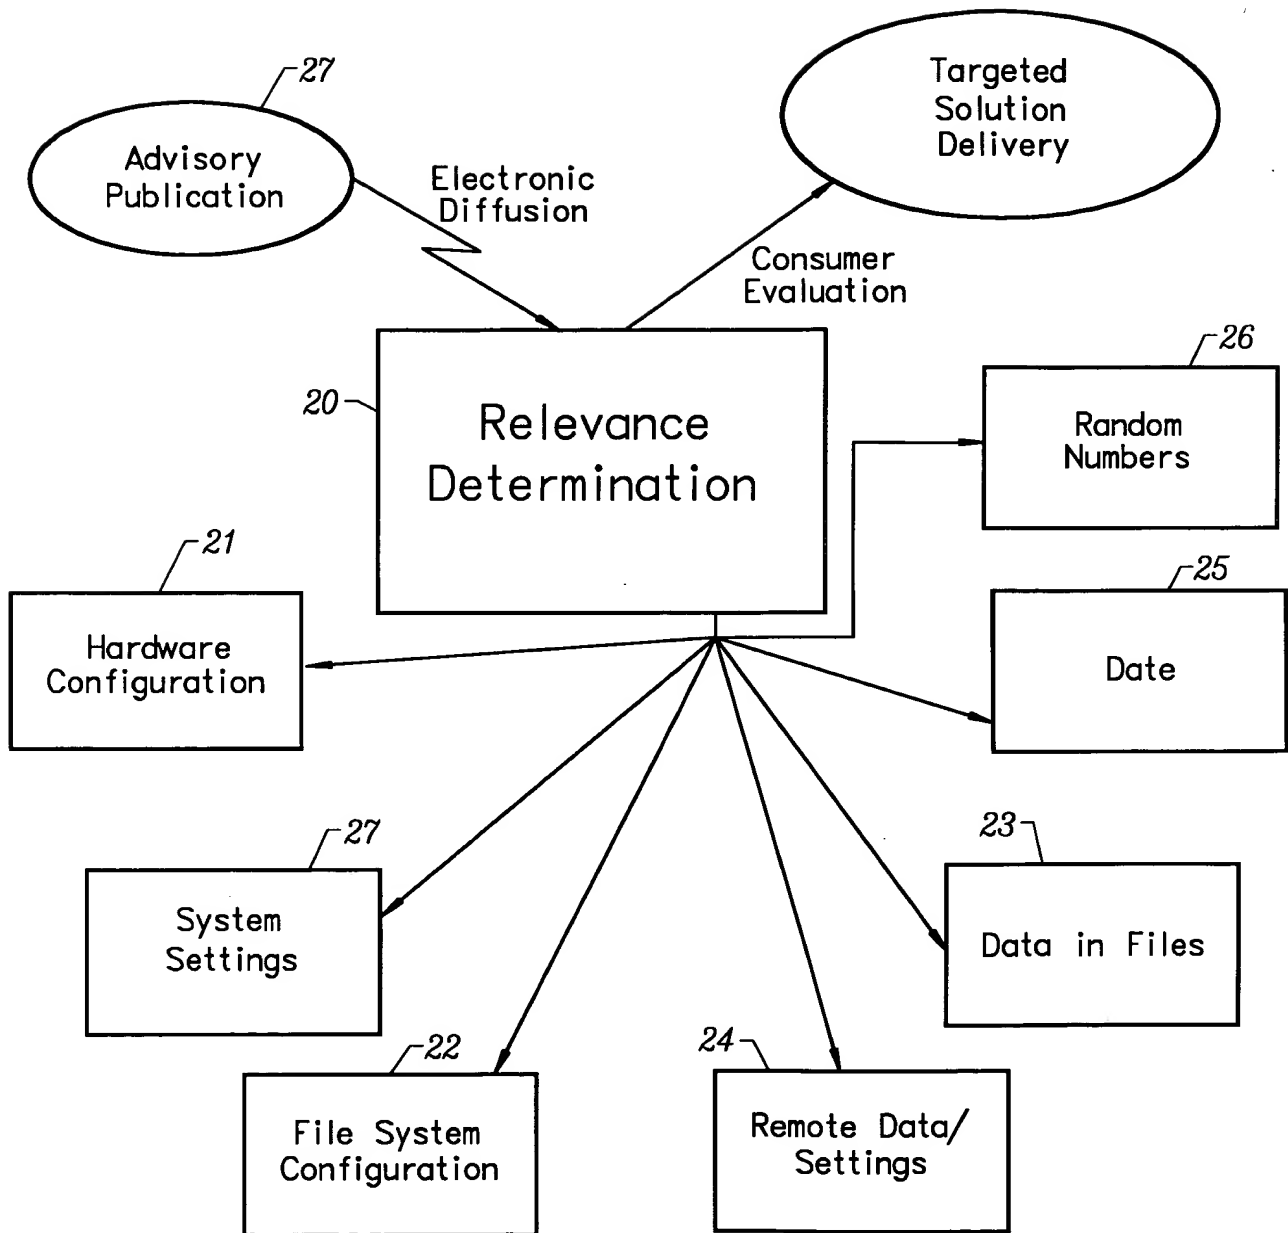 27
Advisory
Publication
Electronic
Diffusion
Targeted
Solution
Delivery
Consumer
Evaluation
20
Relevance
Determination
26
Random
Numbers
21
Hardware
Configuration
25
Date
27
System
Settings
23
Data in Files
22
File System
Configuration
24
Remote Data/
Settings